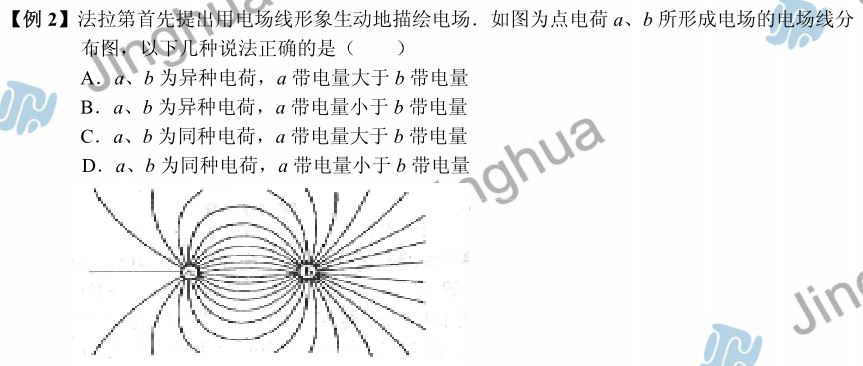 【例 2】法拉第首先提出用电场线形象生动地描绘电场．如图为点电荷 a、b 所形成电场的电场线分
布图，以下几种说法正确的是（　　）
A．a、b 为异种电荷，a 带电量大于 b 带电量
B．a、b 为异种电荷，a 带电量小于 b 带电量
C．a、b 为同种电荷，a 带电量大于 b 带电量
D．a、b 为同种电荷，a 带电量小于 b 带电量
Jinghua
Jinghua
Jin
b